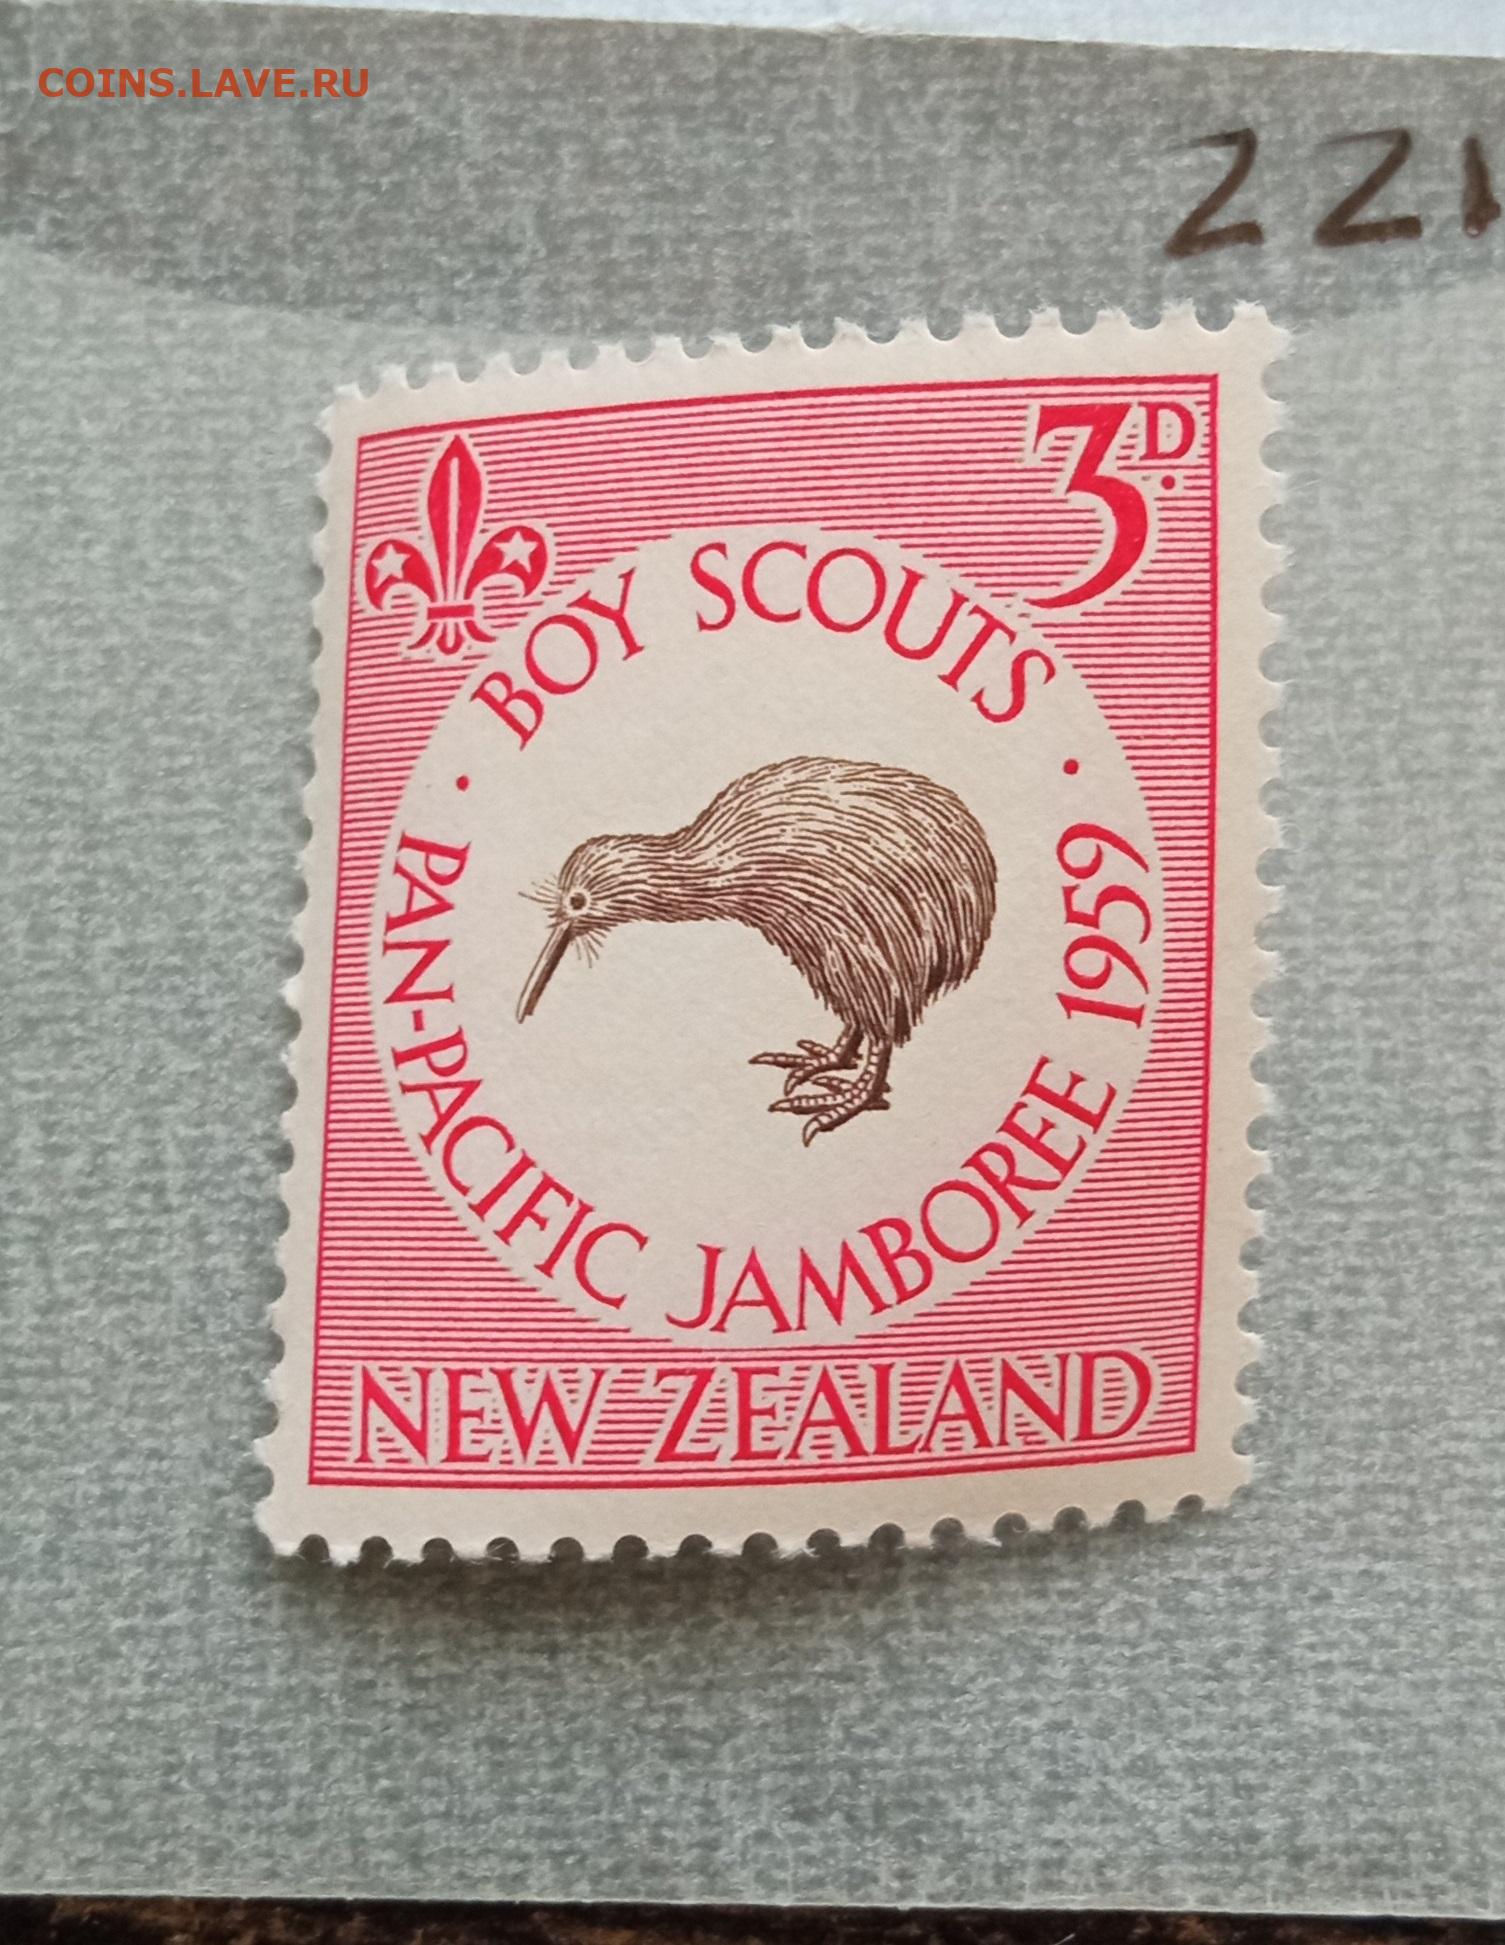 COINS.LAVE.RU
221
3D.
· BOY SCOUTS ·
PAN-PACIFIC JAMBOREE 1959
NEW ZEALAND